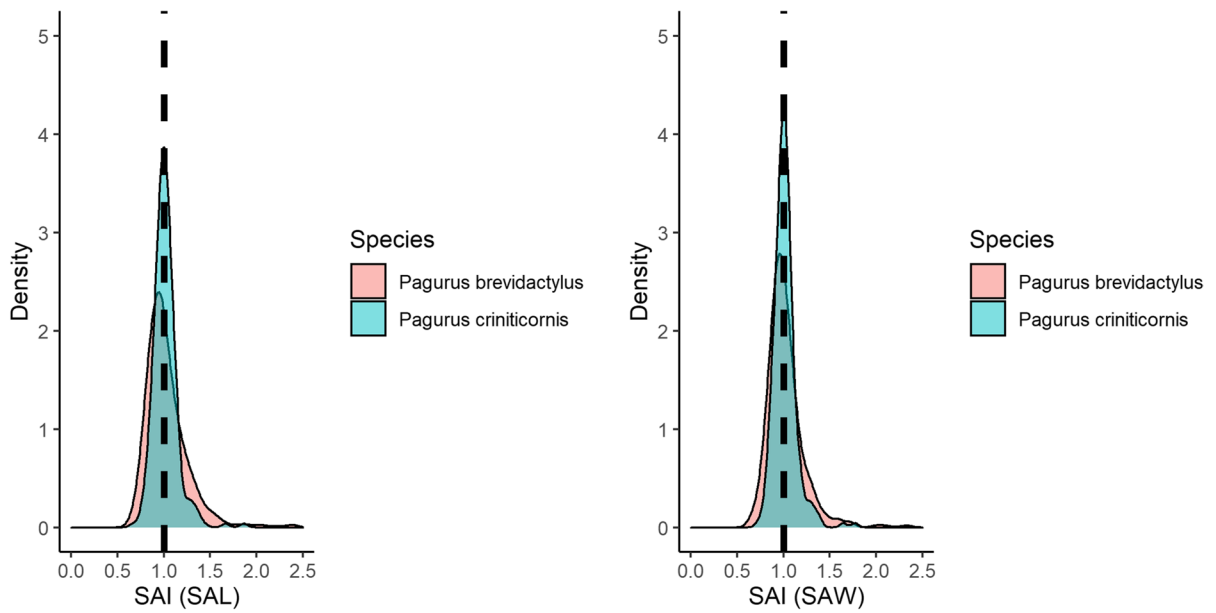 5
4
3
2
1
0
Density
0.0 0.5 1.0 1.5 2.0 2.5
SAI (SAL)
Species
Pagurus brevidactylus
Pagurus criniticornis
5
4
3
2
1
0
Density
0.0 0.5 1.0 1.5 2.0 2.5
SAI (SAW)
Species
Pagurus brevidactylus
Pagurus criniticornis